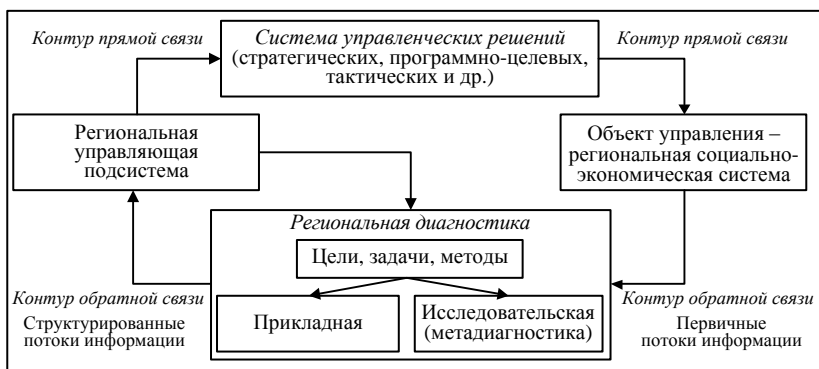 Контур прямой связи
Система управленческих решений
(стратегических, программно-целевых,
тактических и др.)
Контур прямой связи
Региональная
управляющая
подсистема
Объект управления –
региональная социально-
экономическая система
Региональная диагностика
Цели, задачи, методы
Прикладная
Исследовательская
(метадиагностика)
Контур обратной связи
Структурированные
потоки информации
Контур обратной связи
Первичные
потоки информации